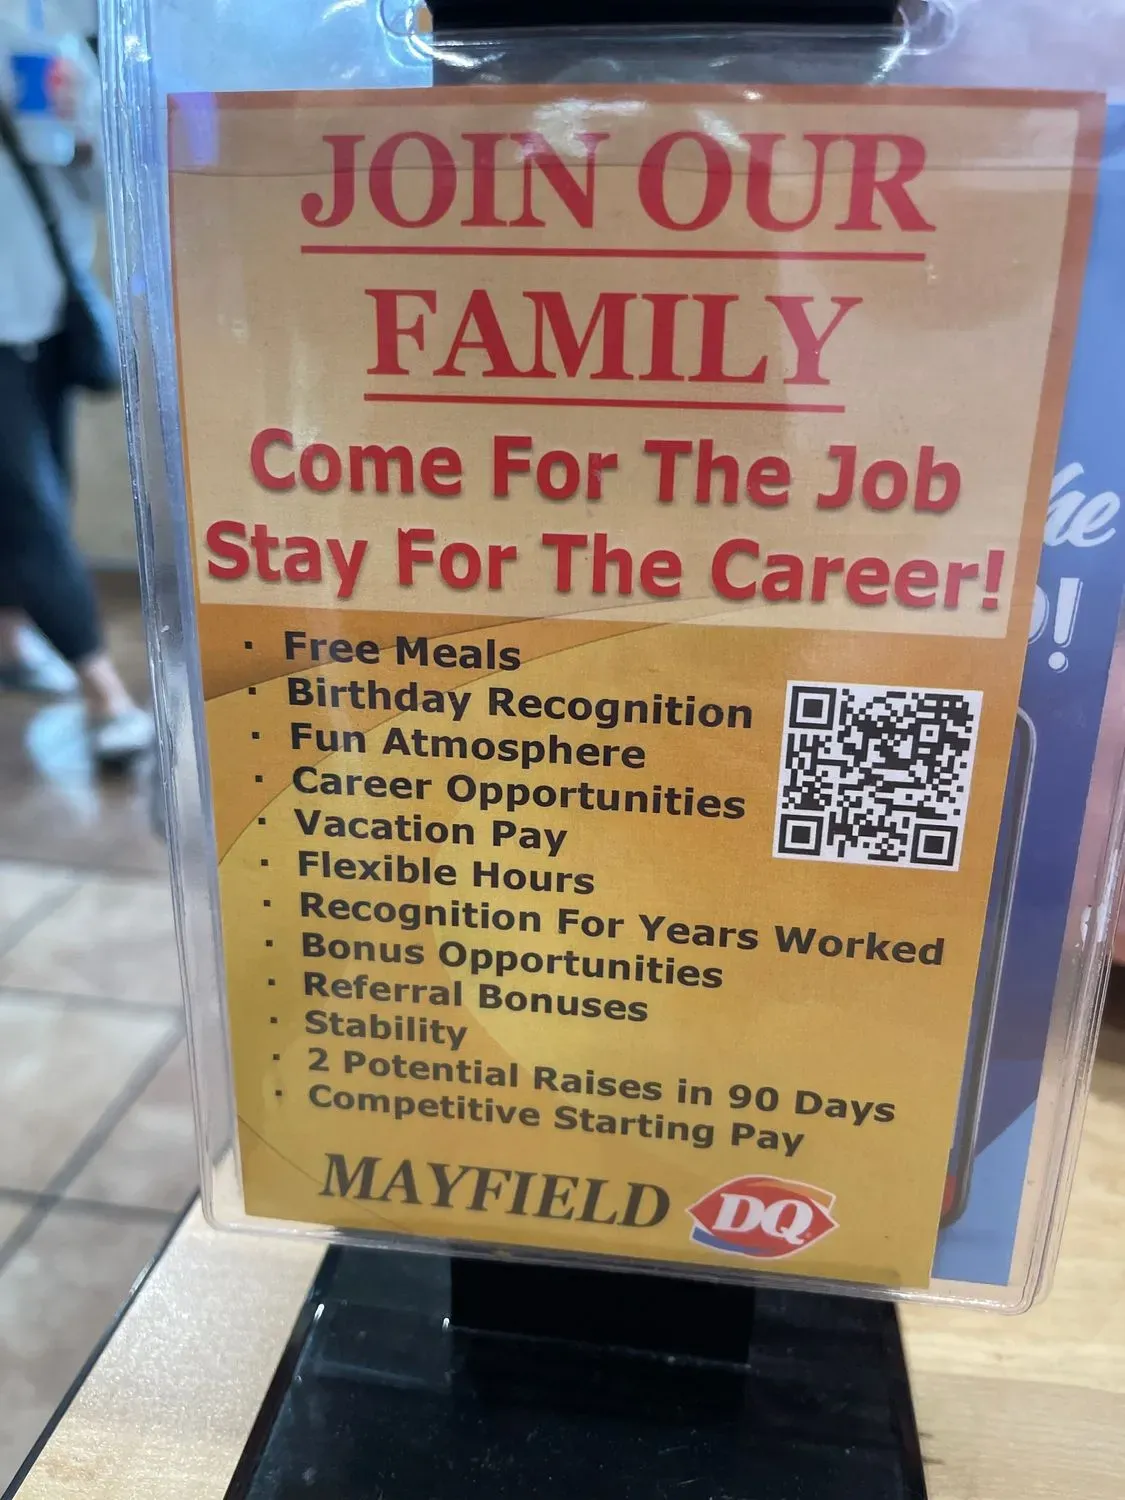 JOIN OUR
FAMILY
Come For The Job
Stay For The Career!
· Free Meals
· Birthday Recognition
· Fun Atmosphere
· Career Opportunities
· Vacation Pay
· Flexible Hours
· Recognition For Years Worked
· Bonus Opportunities
· Referral Bonuses
· Stability
· 2 Potential Raises in 90 Days
· Competitive Starting Pay
MAYFIELD DQ